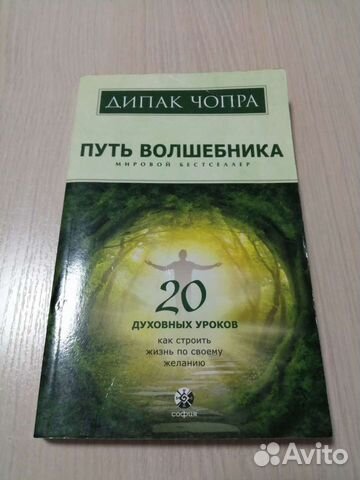 ДИПАК ЧОПРА
ПУТЬ ВОЛШЕБНИКА
МИРОВОЙ БЕСТСЕЛЛЕР
20
ДУХОВНЫХ УРОКОВ
как строить
жизнь по своему
желанию
СОФИЯ
Avito